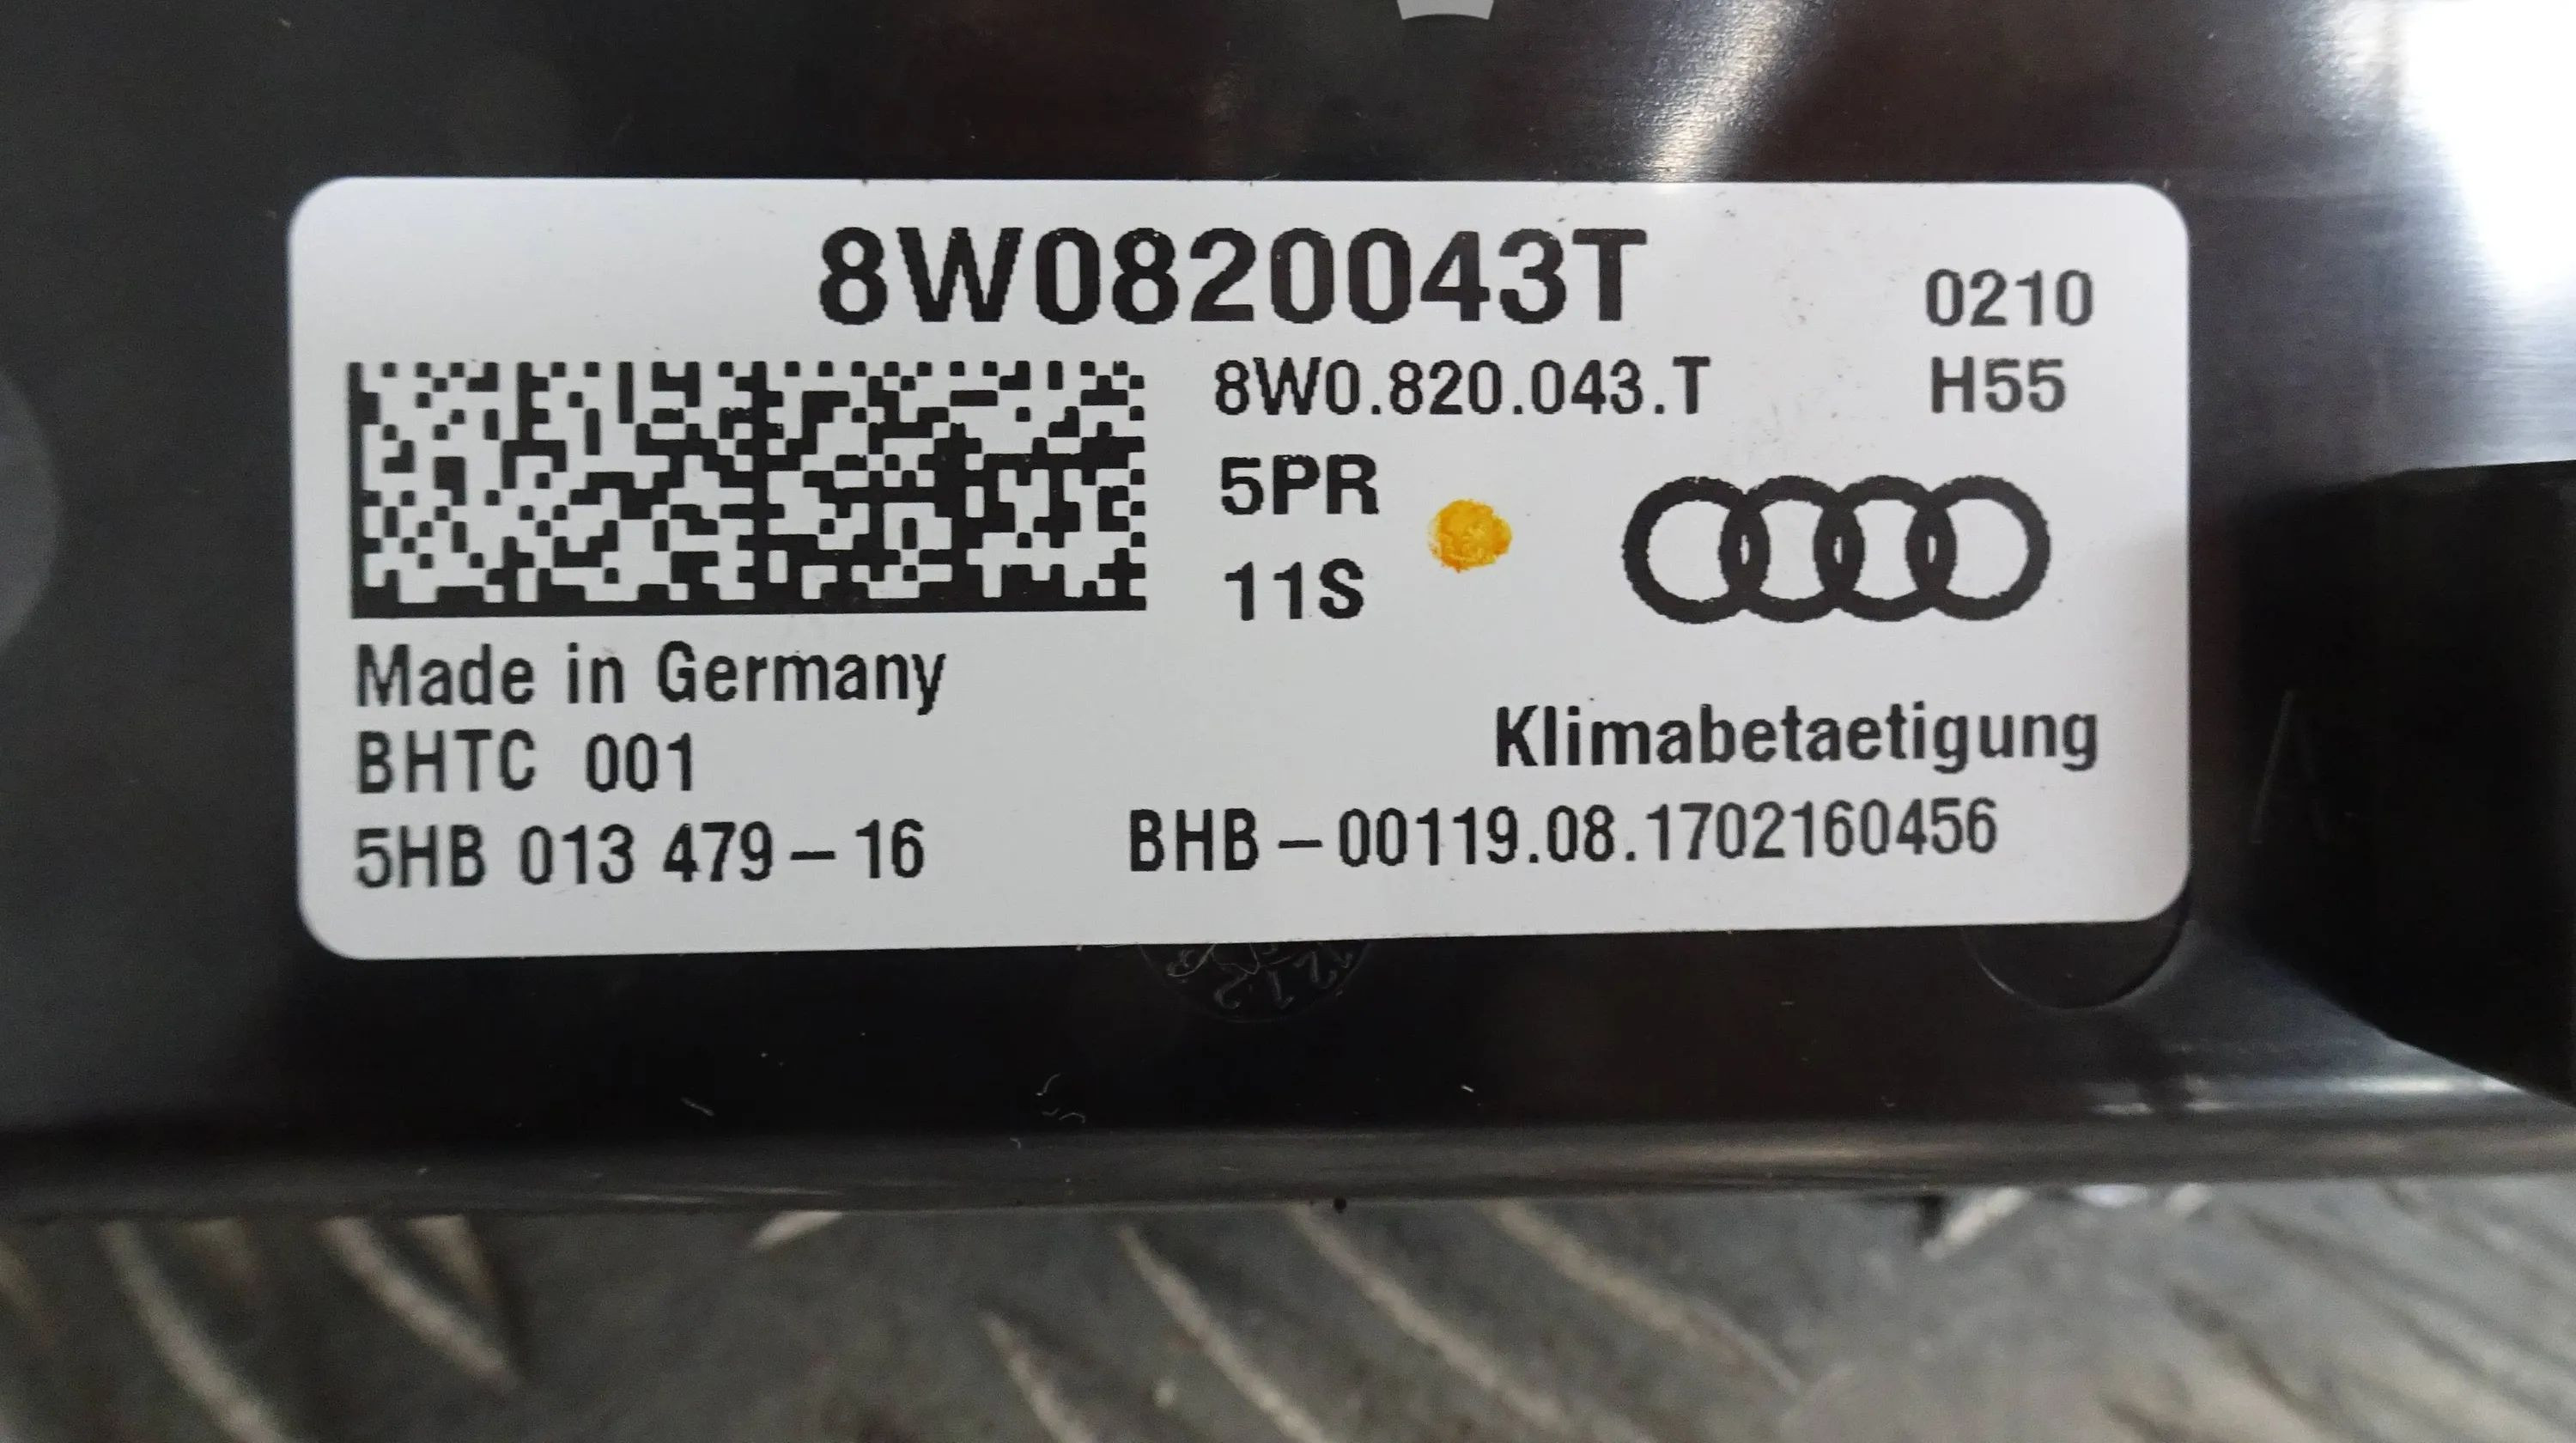 8W0820043T
0210
8W0.820.043.T
H55
5PR
11S
Made in Germany
BHTC 001
Klimabetaetigung
5HB 013 479-16
BHB-00119.08.1702160456